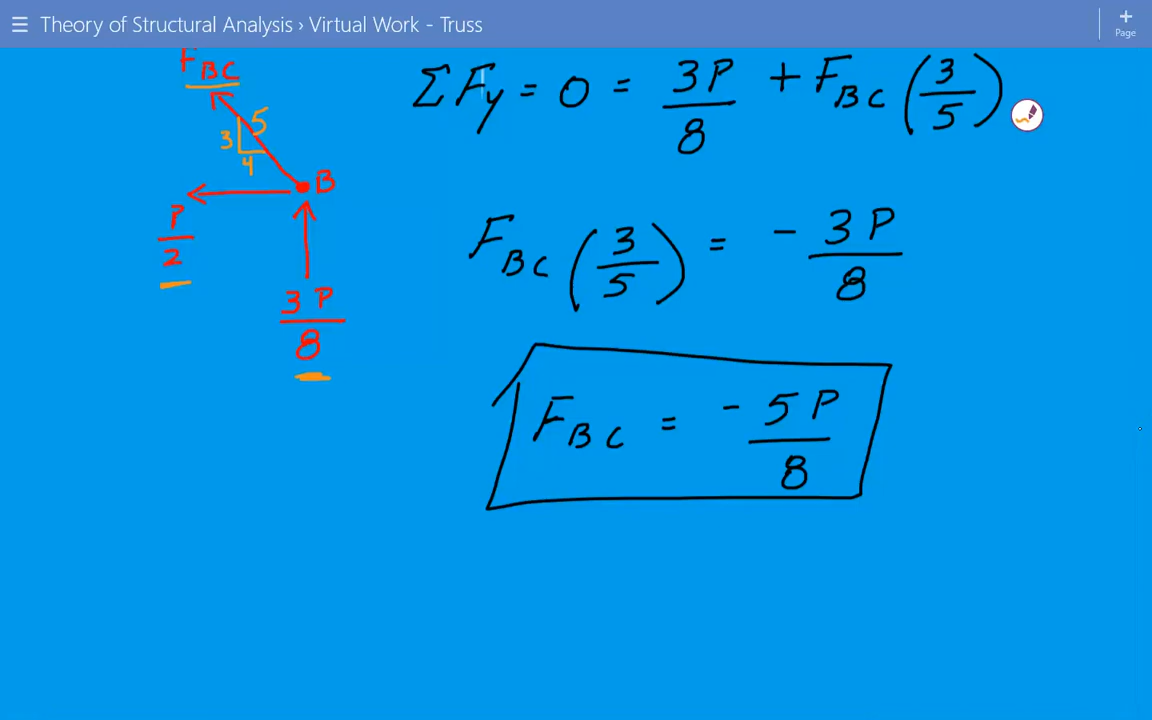 Theory of Structural Analysis › Virtual Work - Truss
+
Page
F_BC
3
5
4
B
P/2
3P/8
ΣFy = 0 = 3P/8 + F_BC (3/5)
F_BC (3/5) = - 3P/8
F_BC = - 5P/8